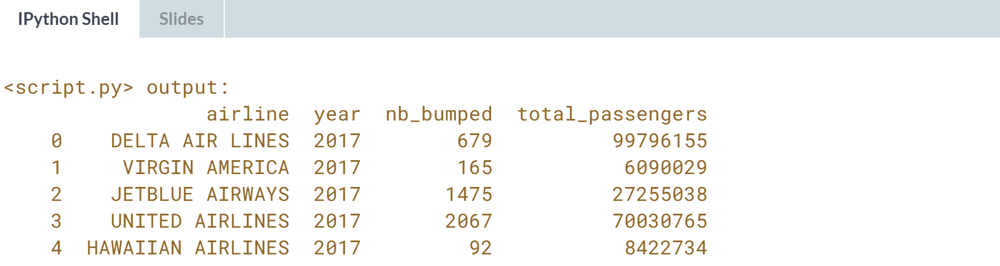 IPython Shell Slides
<script.py> output:
airline year nb_bumped total_passengers
0 DELTA AIR LINES 2017 679 99796155
1 VIRGIN AMERICA 2017 165 6090029
2 JETBLUE AIRWAYS 2017 1475 27255038
3 UNITED AIRLINES 2017 2067 70030765
4 HAWAIIAN AIRLINES 2017 92 8422734